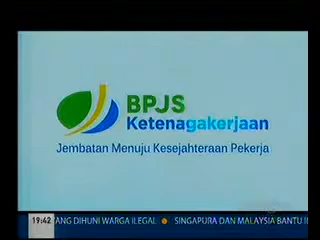 BPJS
Ketenagakerjaan
Jembatan Menuju Kesejahteraan Pekerja
19:42 ANG DIHUNI WARGA ILEGAL ● SINGAPURA DAN MALAYSIA BANTU